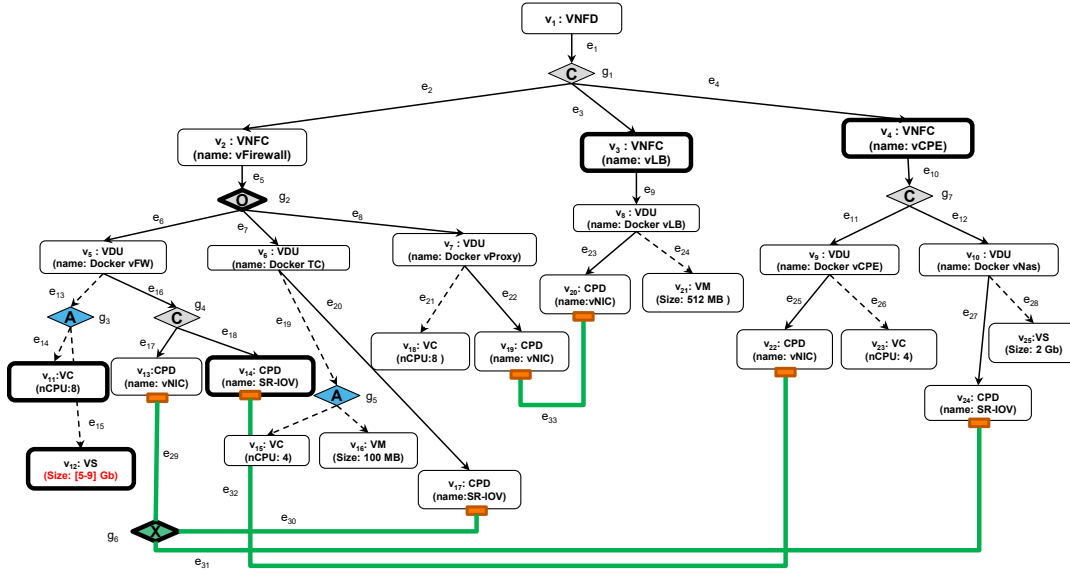 v₁ : VNFD
e₁
C
g₁
e₂
e₃
e₄
v₂ : VNFC
(name: vFirewall)
v₃ : VNFC
(name: vLB)
v₄ : VNFC
(name: vCPE)
e₅
e₉
e₁₀
O
g₂
C
g₇
e₆
e₇
e₈
e₁₁
e₁₂
v₅ : VDU
(name: Docker vFW)
v₆ : VDU
(name: Docker TC)
v₇ : VDU
(name: Docker vProxy)
v₈ : VDU
(name: Docker vLB)
v₉ : VDU
(name: Docker vCPE)
v₁₀ : VDU
(name: Docker vNas)
e₁₃
e₁₆
e₂₀
e₂₁
e₂₂
e₂₃
e₂₄
e₂₅
e₂₆
e₂₇
e₂₈
A
g₃
C
g₄
e₁₉
v₂₀: CPD
(name:vNIC)
v₂₁: VM
(Size: 512 MB )
e₁₄
e₁₇
e₁₈
v₁₈: VC
(nCPU:8 )
v₁₉: CPD
(name: vNIC)
v₂₂: CPD
(name: vNIC)
v₂₃: VC
(nCPU: 4)
v₂₅: VS
(Size: 2 Gb)
v₁₁:VC
(nCPU:8)
v₁₃:CPD
(name: vNIC)
v₁₄: CPD
(name: SR-IOV)
A
g₅
v₂₄: CPD
(name: SR-IOV)
e₁₅
e₃₃
v₁₂: VS
(Size: [5-9] Gb)
e₂₉
v₁₅: VC
(nCPU: 4)
v₁₆: VM
(Size: 100 MB)
e₃₂
v₁₇: CPD
(name:SR-IOV)
X
g₆
e₃₀
e₃₁